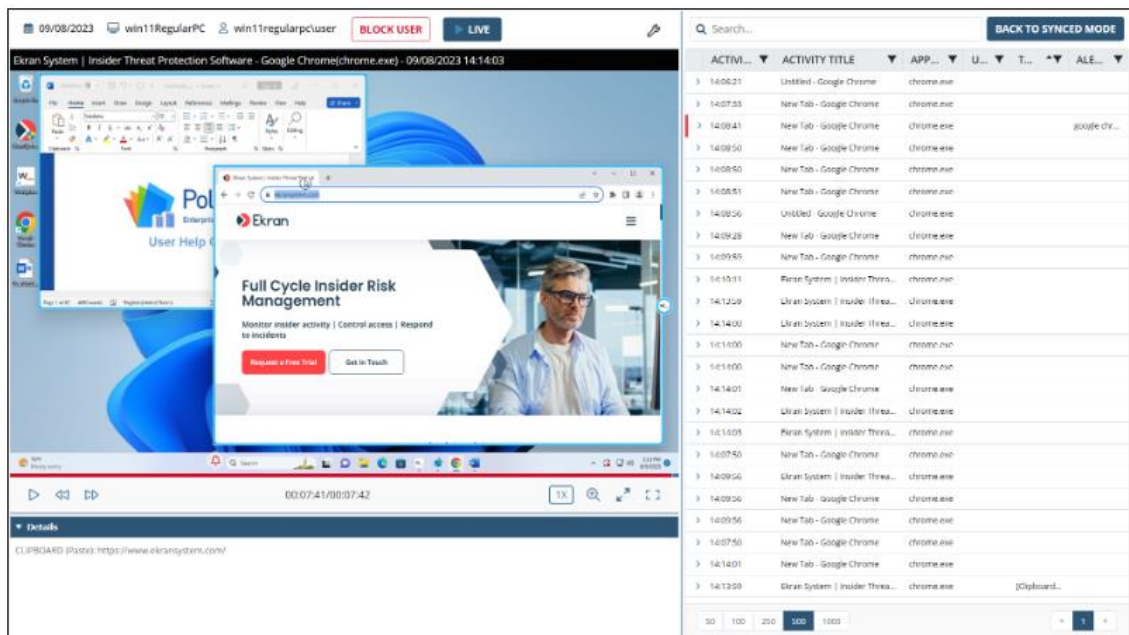 09/08/2023 win11RegularPC win11regularpc\user BLOCK USER LIVE
Ekran System | Insider Threat Protection Software - Google Chrome(chrome.exe) - 09/08/2023 14:14:03
File Home Insert Draw Design Layout References Mailings Review View Help
Editing
Pol
Enterpri
User Help
Ekran
Full Cycle Insider Risk
Management
Monitor insider activity | Control access | Respond
to incidents
Request a Free Trial Get in Touch
Search
00:07:41/00:07:42 1X
Details
CLIPBOARD (Paste): https://www.ekransystem.com/
Search... BACK TO SYNCED MODE
ACTIVI... ACTIVITY TITLE APP... U... T... ALE...
14:06:21 Untitled - Google Chrome chrome.exe
14:07:33 New Tab - Google Chrome chrome.exe
14:08:41 New Tab - Google Chrome chrome.exe google chr...
14:08:50 New Tab - Google Chrome chrome.exe
14:08:50 New Tab - Google Chrome chrome.exe
14:08:51 New Tab - Google Chrome chrome.exe
14:08:56 Untitled - Google Chrome chrome.exe
14:09:28 New Tab - Google Chrome chrome.exe
14:09:59 New Tab - Google Chrome chrome.exe
14:10:11 Ekran System | Insider Threa... chrome.exe
14:13:59 Ekran System | Insider Threa... chrome.exe
14:14:00 Ekran System | Insider Threa... chrome.exe
14:14:00 New Tab - Google Chrome chrome.exe
14:14:00 New Tab - Google Chrome chrome.exe
14:14:01 New Tab - Google Chrome chrome.exe
14:14:02 Ekran System | Insider Threa... chrome.exe
14:14:03 Ekran System | Insider Threa... chrome.exe
14:07:50 New Tab - Google Chrome chrome.exe
14:09:56 Ekran System | Insider Threa... chrome.exe
14:09:56 New Tab - Google Chrome chrome.exe
14:09:56 New Tab - Google Chrome chrome.exe
14:07:50 New Tab - Google Chrome chrome.exe
14:14:01 New Tab - Google Chrome chrome.exe
14:13:59 Ekran System | Insider Threa... chrome.exe [Clipboard...
50 100 250 500 1000 1